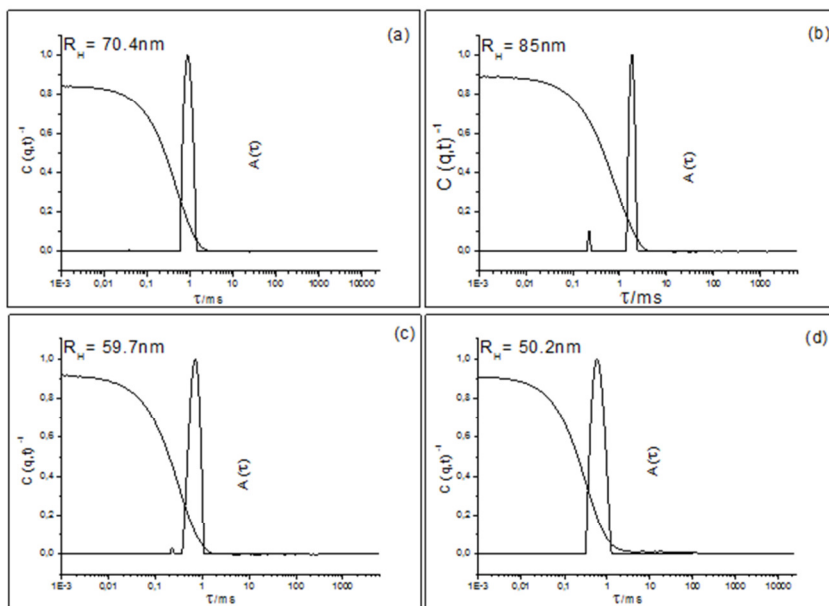 (a)
R_H = 70.4nm
1,0
0,8
0,6
0,4
0,2
0,0
C (q,t) ⁻¹
A (τ)
1E-3 0,01 0,1 1 10 100 1000 10000
τ/ms
(b)
R_H = 85nm
1,0
0,8
0,6
0,4
0,2
0,0
C (q,t) ⁻¹
A (τ)
1E-3 0,01 0,1 1 10 100 1000
τ/ms
(c)
R_H = 59.7nm
1,0
0,8
0,6
0,4
0,2
0,0
C (q,t) ⁻¹
A (τ)
1E-3 0,01 0,1 1 10 100 1000
τ/ms
(d)
R_H = 50.2nm
1,0
0,8
0,6
0,4
0,2
0,0
C (q,t) ⁻¹
A (τ)
1E-3 0,01 0,1 1 10 100 1000 10000
τ/ms